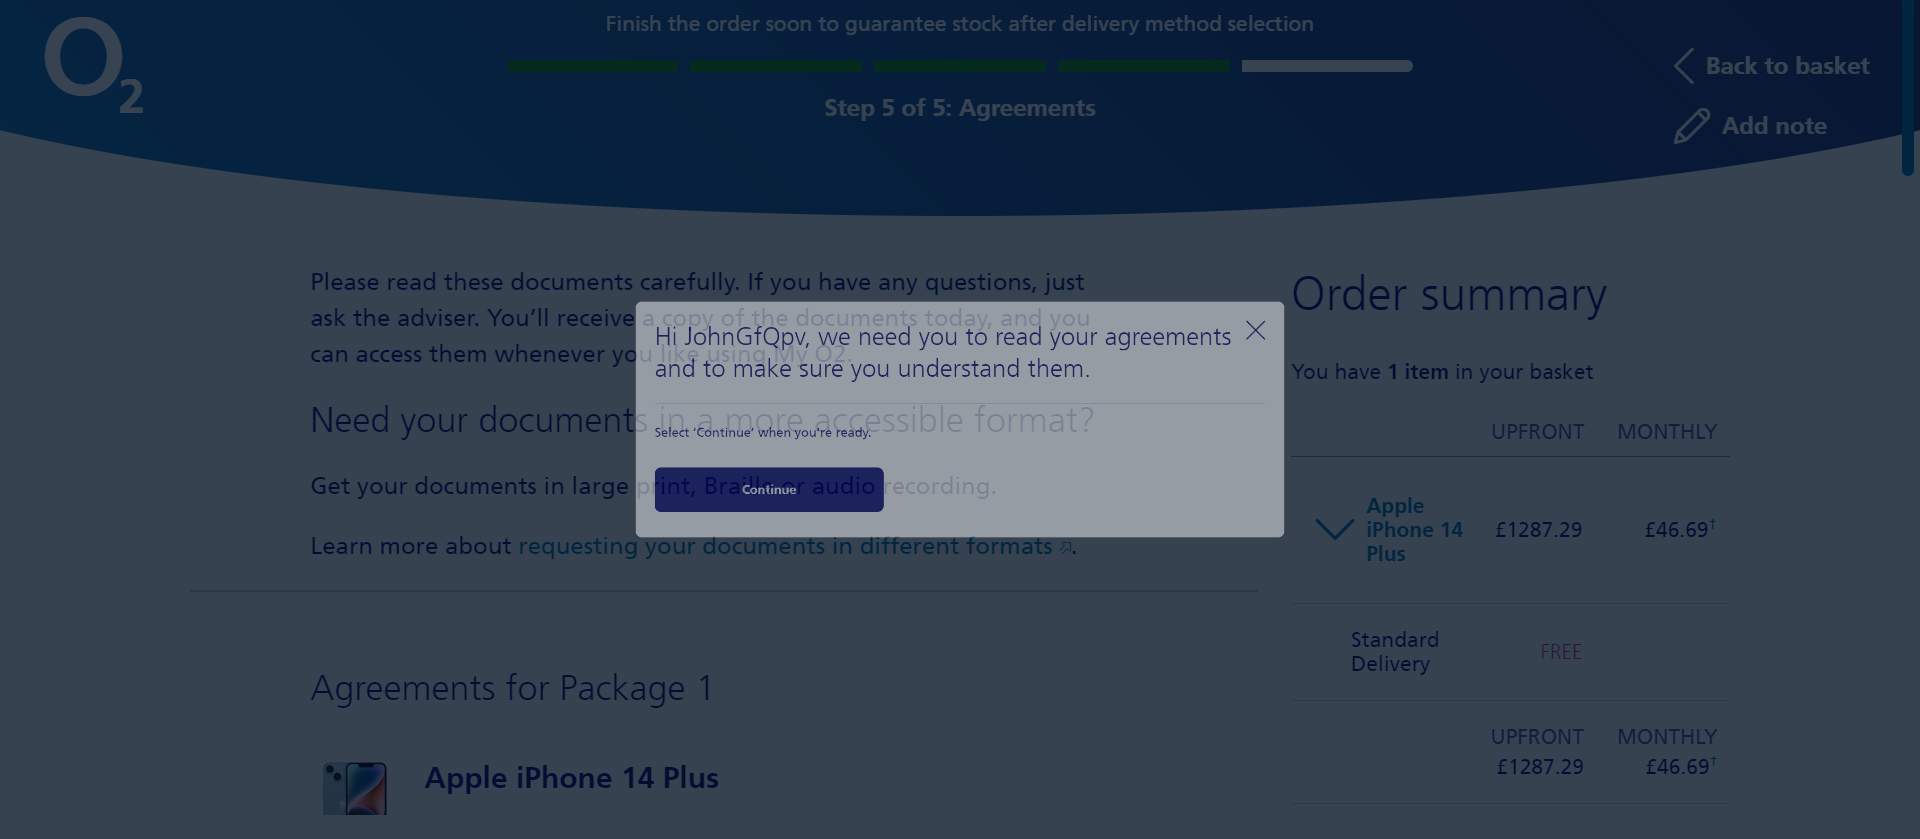 O2
Finish the order soon to guarantee stock after delivery method selection
Step 5 of 5: Agreements
Back to basket
Add note
Please read these documents carefully. If you have any questions, just
ask the adviser. You'll receive a copy of the documents today, and you
can access them whenever you like using My O2.
Need your documents in a more accessible format?
Get your documents in large print, Braille or audio recording.
Learn more about requesting your documents in different formats.
Hi JohnGfQpv, we need you to read your agreements
and to make sure you understand them.
Select ‘Continue’ when you’re ready.
Continue
Agreements for Package 1
Apple iPhone 14 Plus
Order summary
You have 1 item in your basket
UPFRONT MONTHLY
Apple
iPhone 14 £1287.29 £46.69†
Plus
Standard
Delivery
FREE
UPFRONT MONTHLY
£1287.29 £46.69†